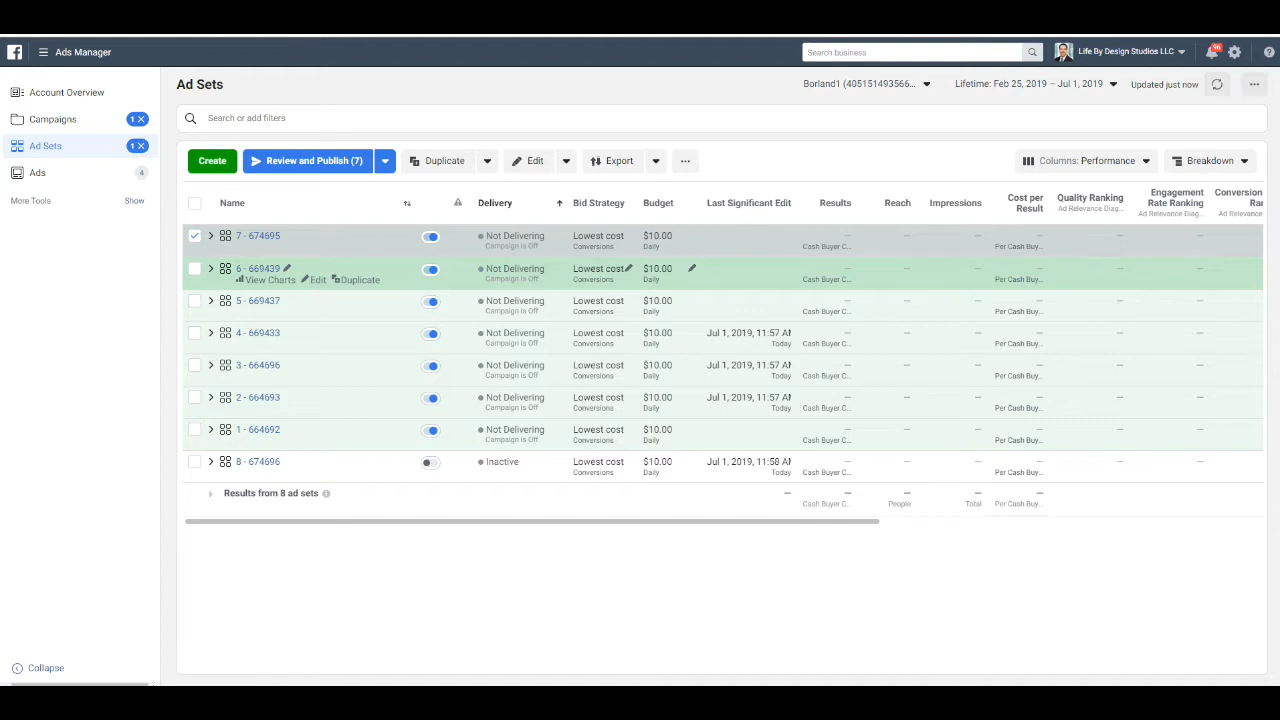 Ads Manager
Search business
Life By Design Studios LLC
96
Account Overview
Campaigns 1 X
Ad Sets 1 X
Ads 4
More Tools Show
Collapse
Ad Sets
Borland1 (405151493566...
Lifetime: Feb 25, 2019 – Jul 1, 2019
Updated just now
Search or add filters
Create Review and Publish (7) Duplicate Edit Export ... Columns: Performance Breakdown
Name Delivery Bid Strategy Budget Last Significant Edit Results Reach Impressions Cost per Result Quality Ranking Ad Relevance Diag... Engagement Rate Ranking Ad Relevance Diag... Conversion Ran Ad Relevance
7 - 674695 Not Delivering Lowest cost $10.00 — — — — — —
Campaign is Off Conversions Daily Cash Buyer C... Per Cash Buy...
6 - 669439 Not Delivering Lowest cost $10.00 — — — — — —
View Charts Edit Duplicate Campaign is Off Conversions Daily Cash Buyer C... Per Cash Buy...
5 - 669437 Not Delivering Lowest cost $10.00 — — — — — —
Campaign is Off Conversions Daily Cash Buyer C... Per Cash Buy...
4 - 669433 Not Delivering Lowest cost $10.00 Jul 1, 2019, 11:57 AM — — — — — —
Campaign is Off Conversions Daily Today Cash Buyer C... Per Cash Buy...
3 - 664696 Not Delivering Lowest cost $10.00 Jul 1, 2019, 11:57 AM — — — — — —
Campaign is Off Conversions Daily Today Cash Buyer C... Per Cash Buy...
2 - 664693 Not Delivering Lowest cost $10.00 Jul 1, 2019, 11:57 AM — — — — — —
Campaign is Off Conversions Daily Today Cash Buyer C... Per Cash Buy...
1 - 664692 Not Delivering Lowest cost $10.00 — — — — — —
Campaign is Off Conversions Daily Cash Buyer C... Per Cash Buy...
8 - 674696 Inactive Lowest cost $10.00 Jul 1, 2019, 11:58 AM — — — — — —
Conversions Daily Today Cash Buyer C... Per Cash Buy...
Results from 8 ad sets — — — — —
Cash Buyer C... People Total Per Cash Buy...